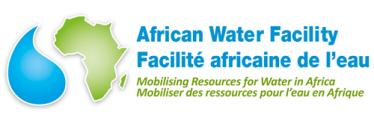 African Water Facility
Facilité africaine de l'eau
Mobilising Resources for Water in Africa
Mobiliser des ressources pour l'eau en Afrique